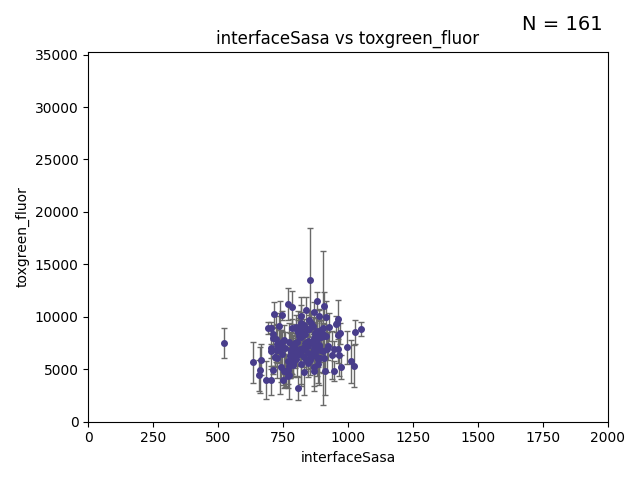 N = 161
interfaceSasa vs toxgreen_fluor
35000
30000
25000
20000
15000
10000
5000
0
toxgreen_fluor
0 250 500 750 1000 1250 1500 1750 2000
interfaceSasa